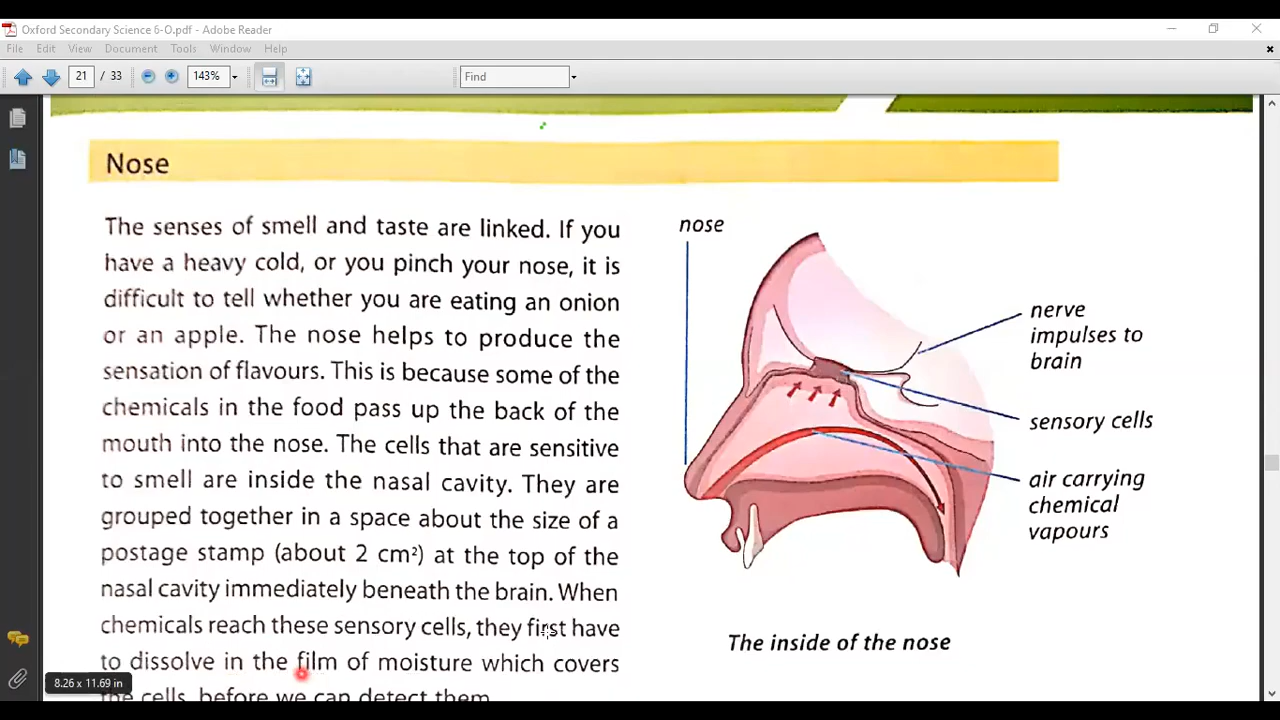 Oxford Secondary Science 6-O.pdf - Adobe Reader
File Edit View Document Tools Window Help
21 / 33 143% Find
Nose
The senses of smell and taste are linked. If you
have a heavy cold, or you pinch your nose, it is
difficult to tell whether you are eating an onion
or an apple. The nose helps to produce the
sensation of flavours. This is because some of the
chemicals in the food pass up the back of the
mouth into the nose. The cells that are sensitive
to smell are inside the nasal cavity. They are
grouped together in a space about the size of a
postage stamp (about 2 cm²) at the top of the
nasal cavity immediately beneath the brain. When
chemicals reach these sensory cells, they first have
to dissolve in the film of moisture which covers
the cells, before we can detect them.
nose
nerve
impulses to
brain
sensory cells
air carrying
chemical
vapours
The inside of the nose
8.26 x 11.69 in